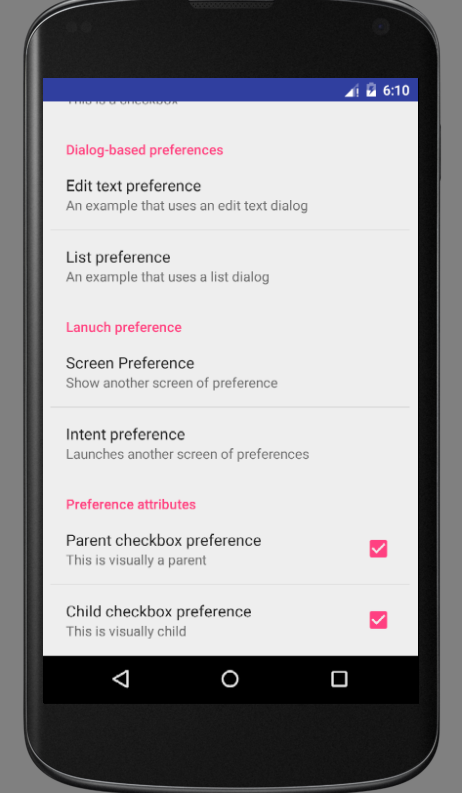 6:10
This is a checkbox
Dialog-based preferences
Edit text preference
An example that uses an edit text dialog
List preference
An example that uses a list dialog
Lanuch preference
Screen Preference
Show another screen of preference
Intent preference
Launches another screen of preferences
Preference attributes
Parent checkbox preference
This is visually a parent
Child checkbox preference
This is visually child